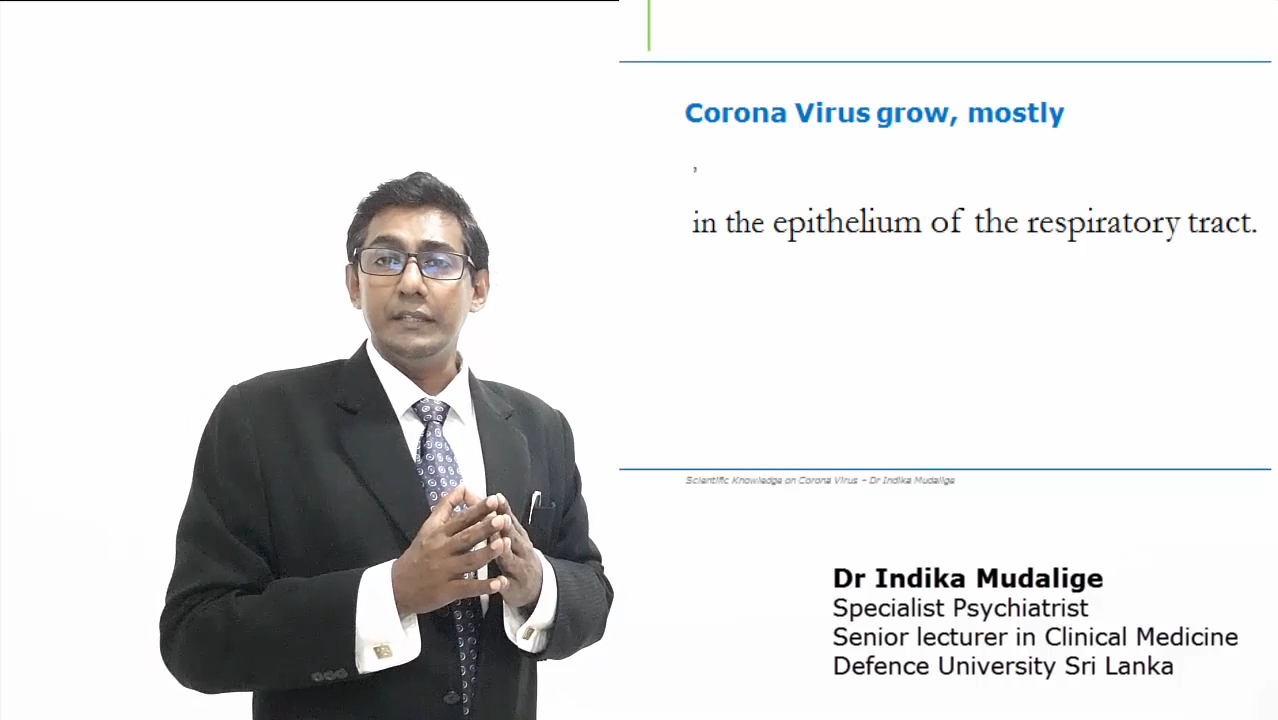 Corona Virus grow, mostly
,
in the epithelium of the respiratory tract.
Scientific Knowledge on Corona Virus – Dr Indika Mudalige
Dr Indika Mudalige
Specialist Psychiatrist
Senior lecturer in Clinical Medicine
Defence University Sri Lanka